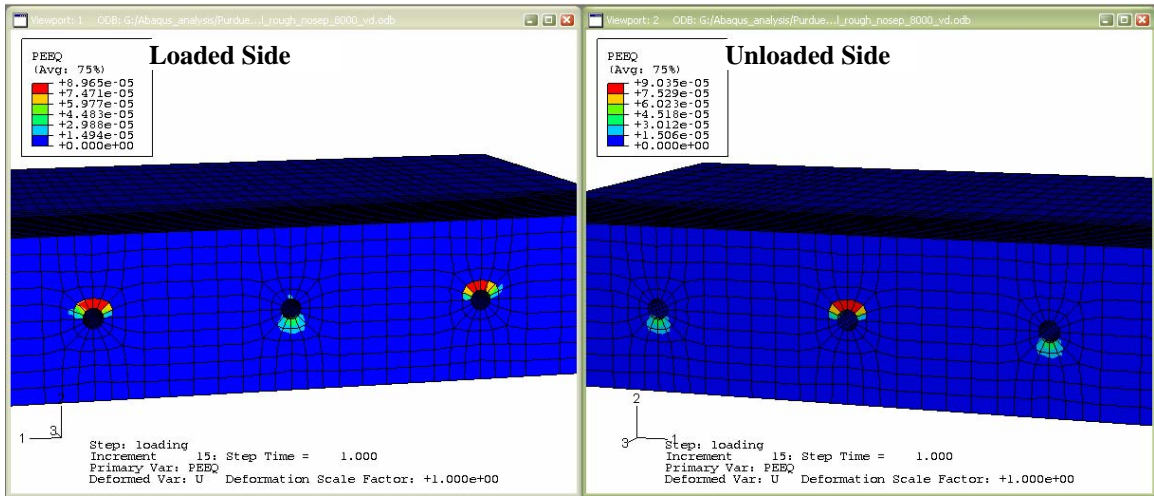 Viewport: 1 ODB: G:/Abaqus_analysis/Purdue...l_rough_nosep_8000_vd.odb
Loaded Side
PEEQ
(Avg: 75%)
+8.965e-05
+7.471e-05
+5.977e-05
+4.483e-05
+2.988e-05
+1.494e-05
+0.000e+00
1
3
Step: loading
Increment 15: Step Time = 1.000
Primary Var: PEEQ
Deformed Var: U Deformation Scale Factor: +1.000e+00
Viewport: 2 ODB: G:/Abaqus_analysis/Purdue...l_rough_nosep_8000_vd.odb
Unloaded Side
PEEQ
(Avg: 75%)
+9.035e-05
+7.529e-05
+6.023e-05
+4.518e-05
+3.012e-05
+1.506e-05
+0.000e+00
2
3
1
Step: loading
Increment 15: Step Time = 1.000
Primary Var: PEEQ
Deformed Var: U Deformation Scale Factor: +1.000e+00